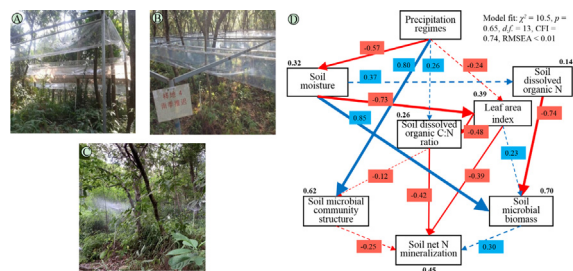 A
B
C
D
Precipitation
regimes
Model fit: χ² = 10.5, p =
0.65, d.f. = 13, CFI =
0.74, RMSEA < 0.01
-0.57
0.80
0.26
-0.24
0.32
Soil
moisture
0.37
0.14
Soil
dissolved
organic N
-0.73
0.39
Leaf area
index
0.85
0.26
Soil dissolved
organic C:N
ratio
-0.48
-0.74
0.23
-0.12
-0.42
-0.39
0.62
Soil microbial
community
structure
0.70
Soil
microbial
biomass
-0.25
Soil net N
mineralization
0.30
0.45